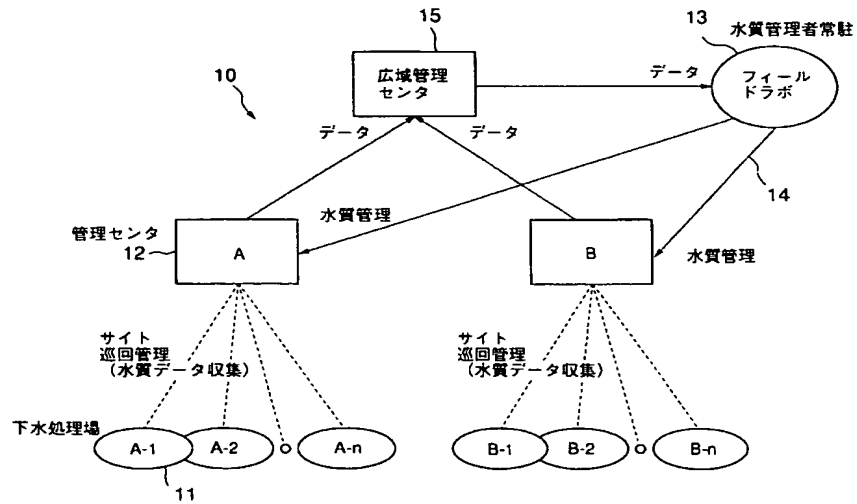 15
13
水質管理者常駐
10
広域管理
センタ
データ
フィール
ドラボ
データ
データ
14
水質管理
管理センタ
12
A
B
水質管理
サイト
巡回管理
(水質データ収集)
サイト
巡回管理
(水質データ収集)
下水処理場
A-1
A-2
A-n
B-1
B-2
B-n
11